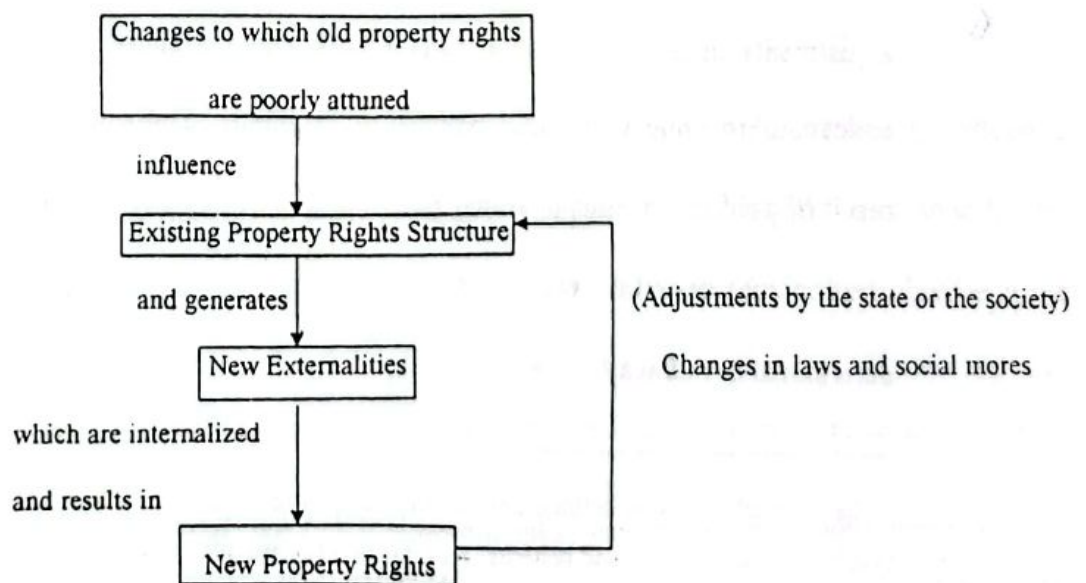 Changes to which old property rights
are poorly attuned
influence
Existing Property Rights Structure
and generates
(Adjustments by the state or the society)
New Externalities
Changes in laws and social mores
which are internalized
and results in
New Property Rights